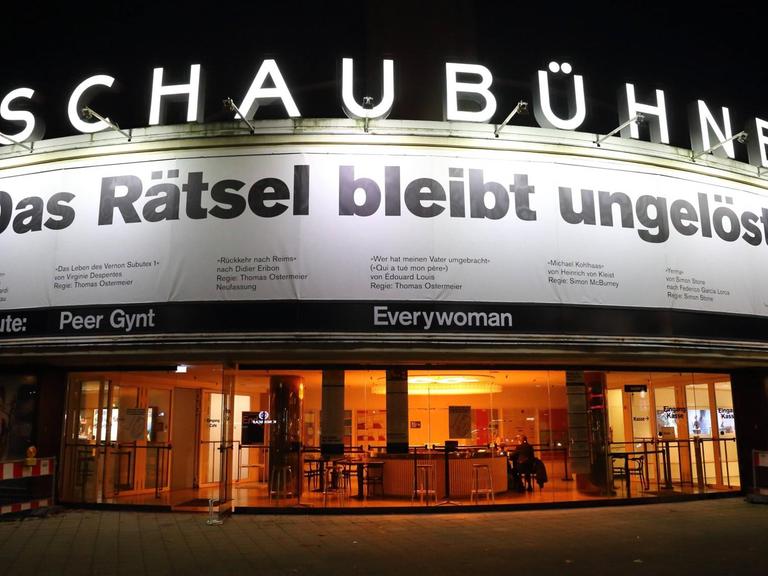 SCHAUBÜHNE
Das Rätsel bleibt ungelöst
»Das Leben des Vernon Subutex 1«
von Virginie Despentes
Regie: Thomas Ostermeier
»Rückkehr nach Reims«
nach Didier Eribon
Regie: Thomas Ostermeier
Neufassung
»Wer hat meinen Vater umgebracht«
(»Qui a tué mon père«)
von Édouard Louis
Regie: Thomas Ostermeier
»Michael Kohlhaas«
von Heinrich von Kleist
Regie: Simon McBurney
»Yerma«
von Simon Stone
nach Federico García Lorca
Regie: Simon Stone
ute: Peer Gynt
Everywoman
Kasse
Eingang
Kasse
Eingang
Kasse